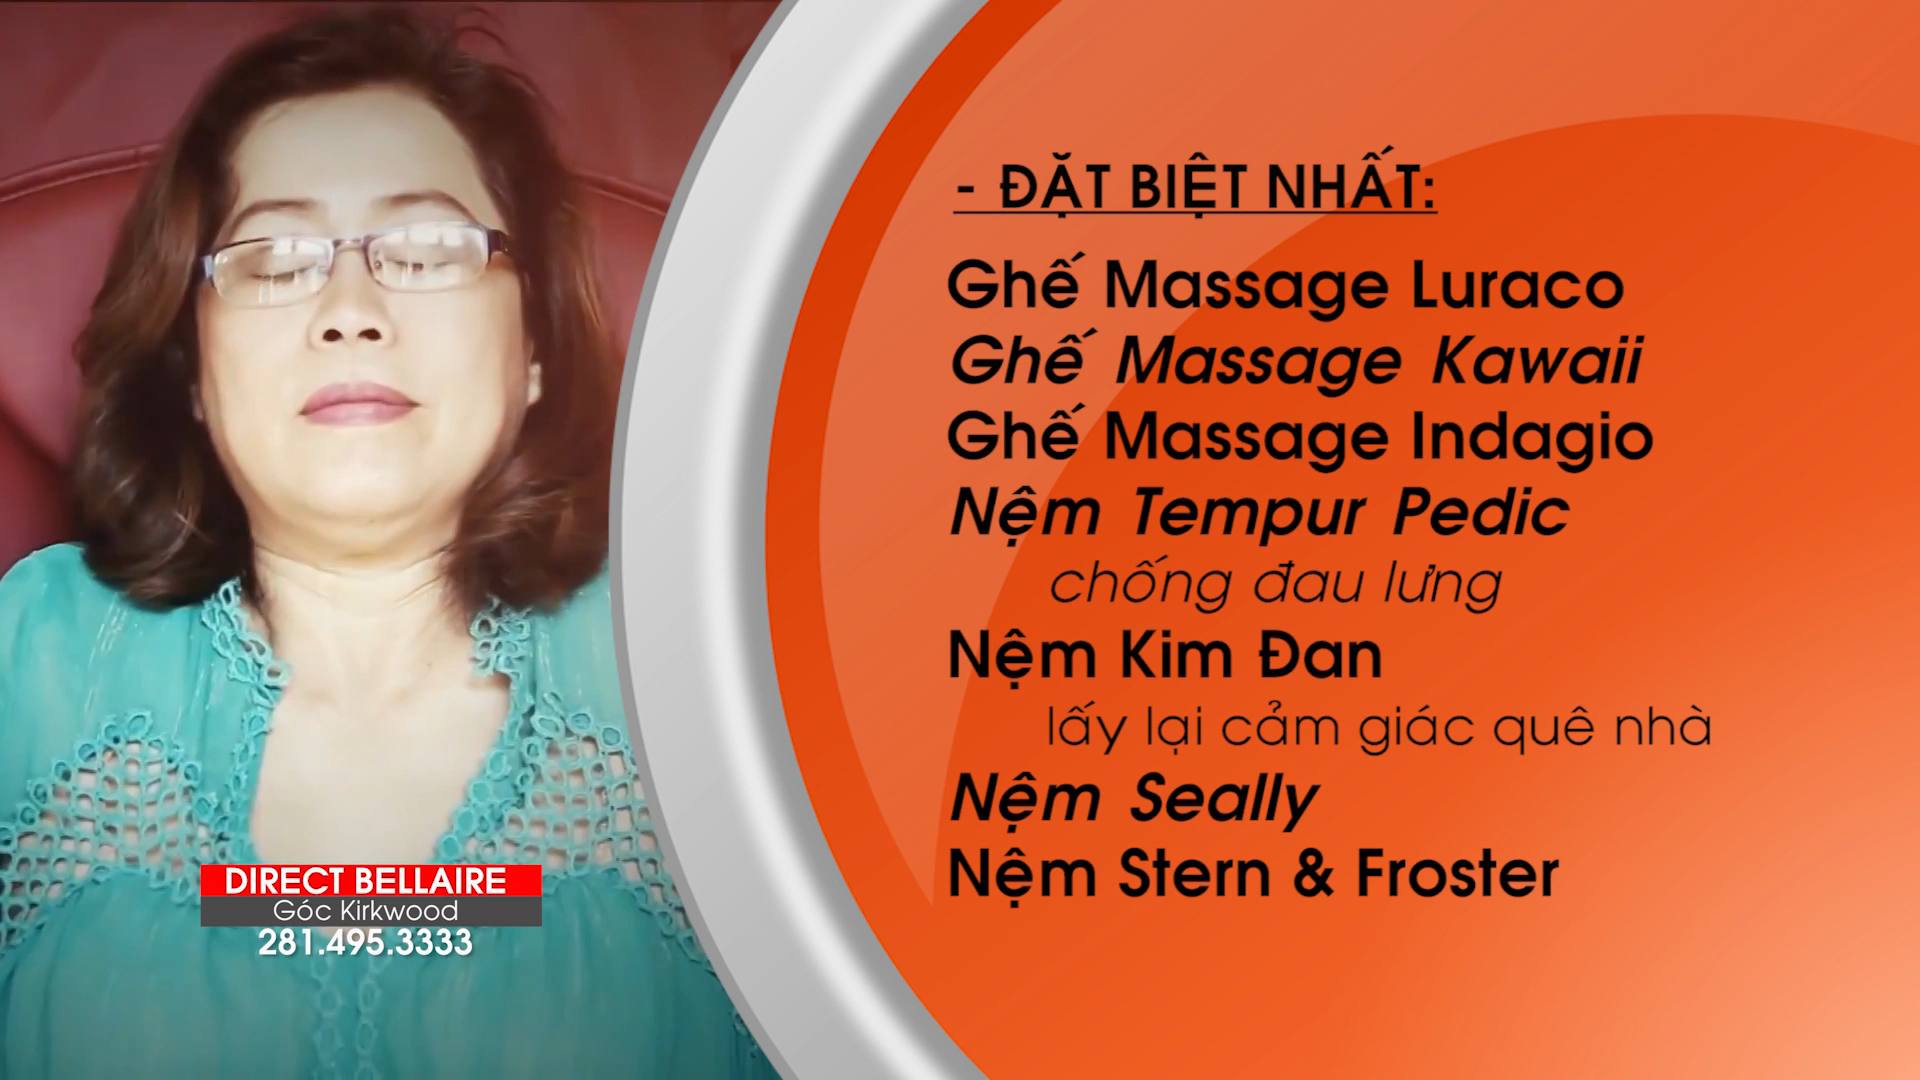 - ĐẶT BIỆT NHẤT:
Ghế Massage Luraco
Ghế Massage Kawaii
Ghế Massage Indagio
Nệm Tempur Pedic
chống đau lưng
Nệm Kim Đan
lấy lại cảm giác quê nhà
Nệm Seally
Nệm Stern & Froster
DIRECT BELLAIRE
Góc Kirkwood
281.495.3333